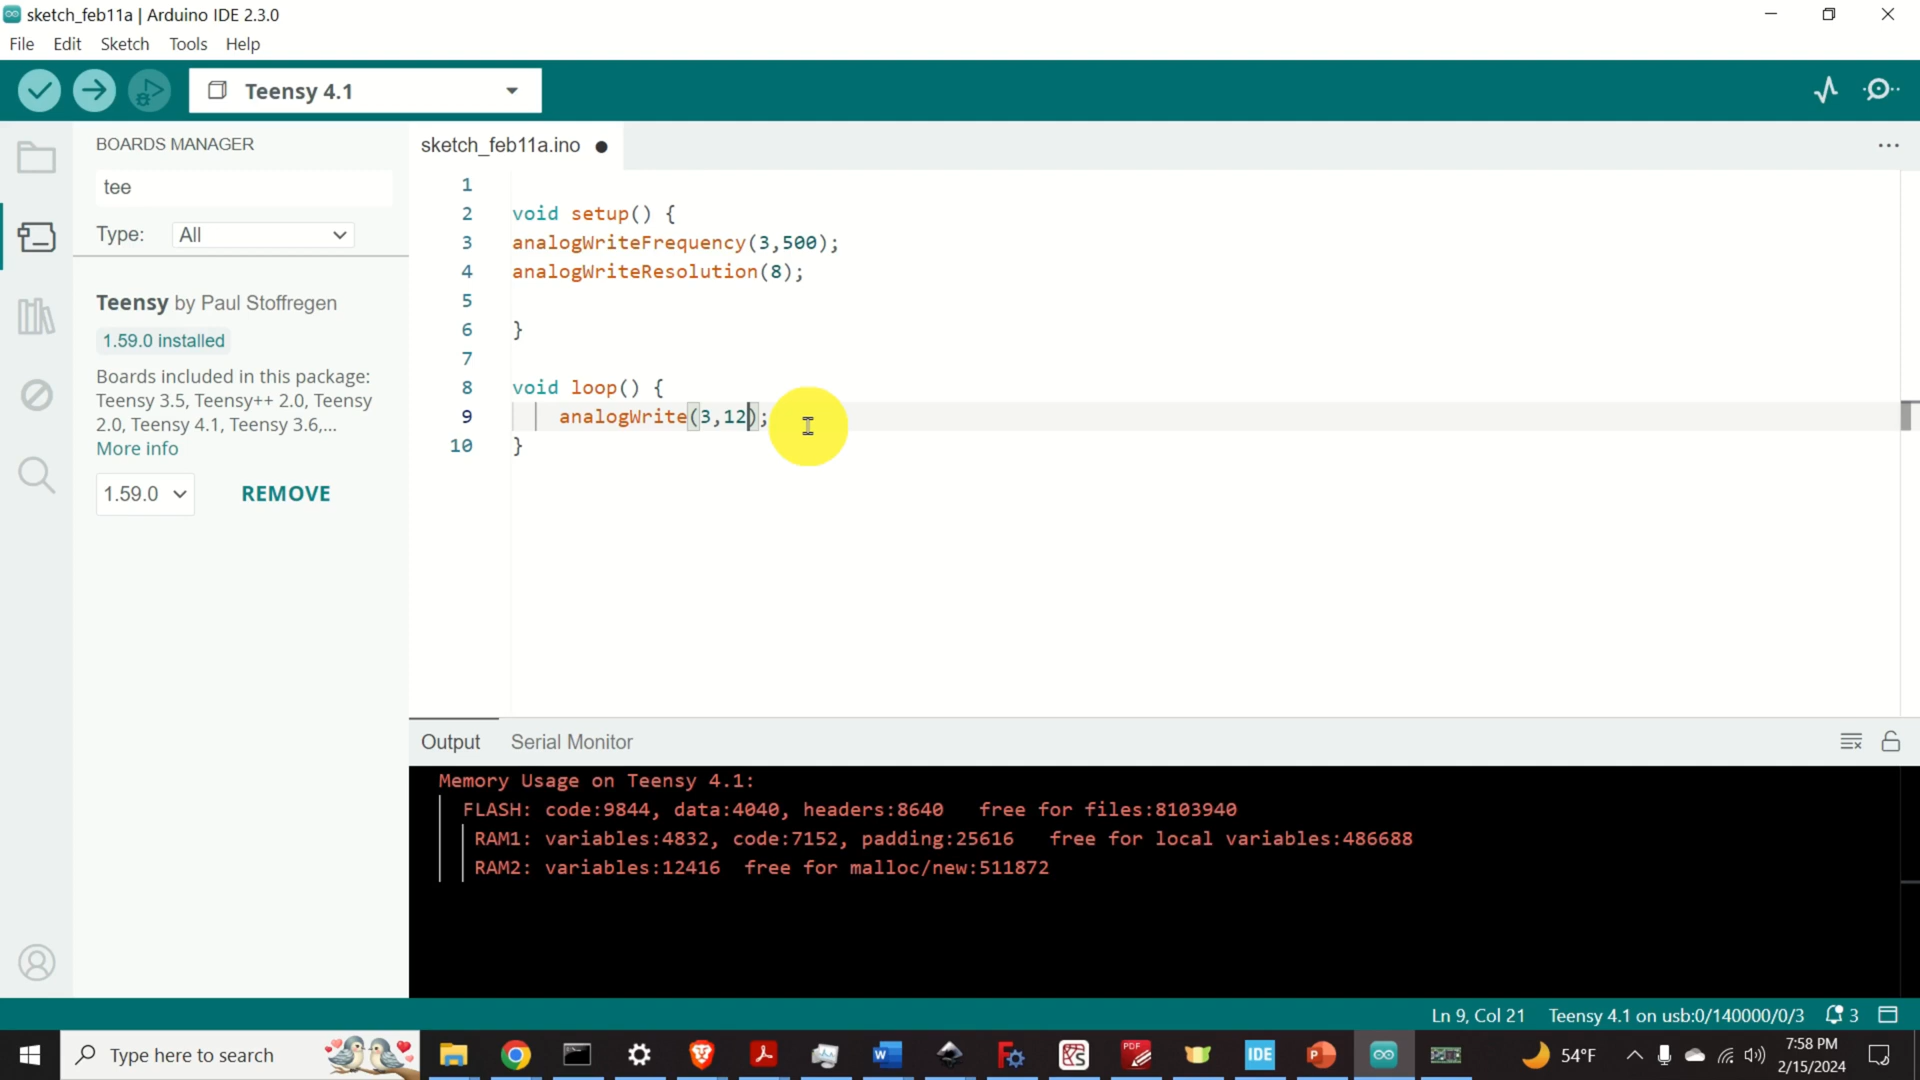 sketch_feb11a | Arduino IDE 2.3.0
File Edit Sketch Tools Help
Teensy 4.1
BOARDS MANAGER
tee
Type: All
Teensy by Paul Stoffregen
1.59.0 installed
Boards included in this package:
Teensy 3.5, Teensy++ 2.0, Teensy
2.0, Teensy 4.1, Teensy 3.6,...
More info
1.59.0 REMOVE
sketch_feb11a.ino
1
2 void setup() {
3 analogWriteFrequency(3,500);
4 analogWriteResolution(8);
5
6 }
7
8 void loop() {
9 analogWrite(3,12);
10 }
Output Serial Monitor
Memory Usage on Teensy 4.1:
FLASH: code:9844, data:4040, headers:8640 free for files:8103940
RAM1: variables:4832, code:7152, padding:25616 free for local variables:486688
RAM2: variables:12416 free for malloc/new:511872
Ln 9, Col 21 Teensy 4.1 on usb:0/140000/0/3 3
Type here to search
W
PDF
IDE
P
54°F
7:58 PM
2/15/2024